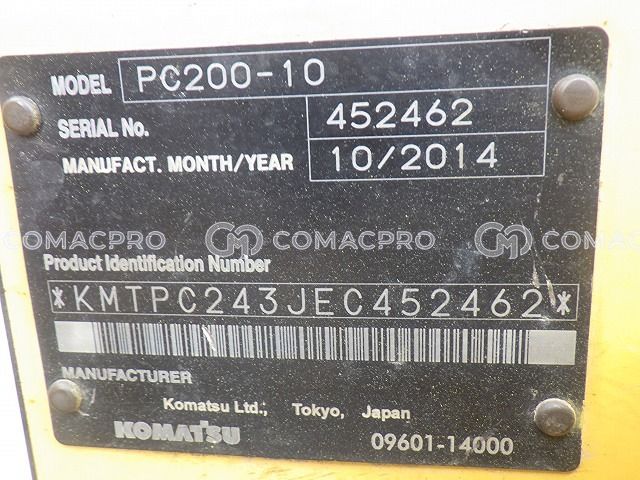 MODEL PC200-10
SERIAL No. 452462
MANUFACT. MONTH/YEAR 10/2014
COMACPRO COMACPRO COMACPRO
Product Identification Number
*KMTPC243JEC452462*
MANUFACTURER
Komatsu Ltd., Tokyo, Japan
KOMATSU 09601-14000